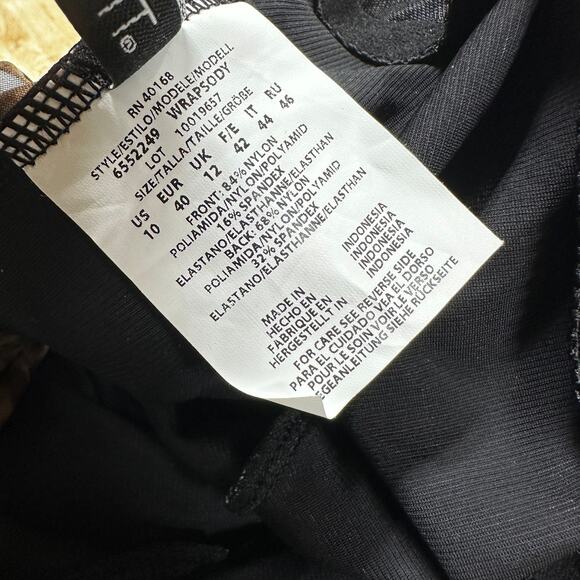 RN 40168
STYLE/ESTILO/MODELE/MODELL
6552249 WRAPSODY
LOT 10019657
SIZE/TALLA/TAILLE/GRÖBE
US EUR UK F/E IT RU
10 40 12 42 44 46
FRONT: 84% NYLON
POLIAMIDA/NYLON/POLYAMID
16% SPANDEX
ELASTANO/ELASTHANNE/ELASTHAN
BACK: 68% NYLON
POLIAMIDA/NYLON/POLYAMID
32% SPANDEX
ELASTANO/ELASTHANNE/ELASTHAN
MADE IN INDONESIA
HECHO EN INDONESIA
FABRIQUE EN INDONESIA
HERGESTELLT IN INDONESIA
FOR CARE SEE REVERSE SIDE
PARA EL CUIDADO VEA EL DORSO
POUR LE SOIN VOIR LE VERSO
EGEANLEITUNG SIEHE RÜCKSEITE